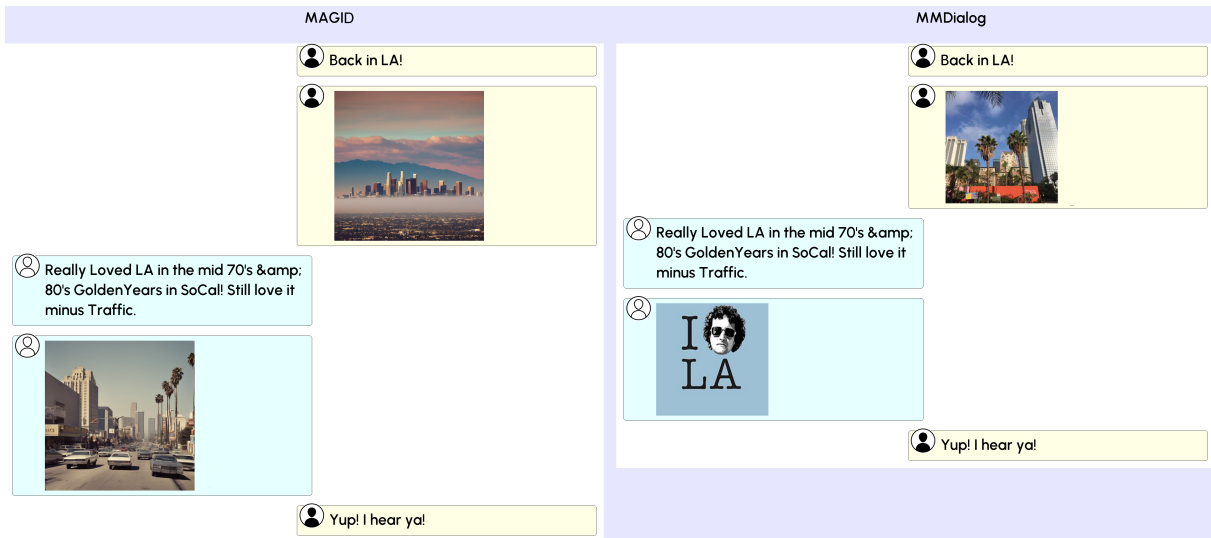 MAGID
Back in LA!
Really Loved LA in the mid 70's &amp;
80's GoldenYears in SoCal! Still love it
minus Traffic.
Yup! I hear ya!
MMDialog
Back in LA!
Really Loved LA in the mid 70's &amp;
80's GoldenYears in SoCal! Still love it
minus Traffic.
I
LA
Yup! I hear ya!